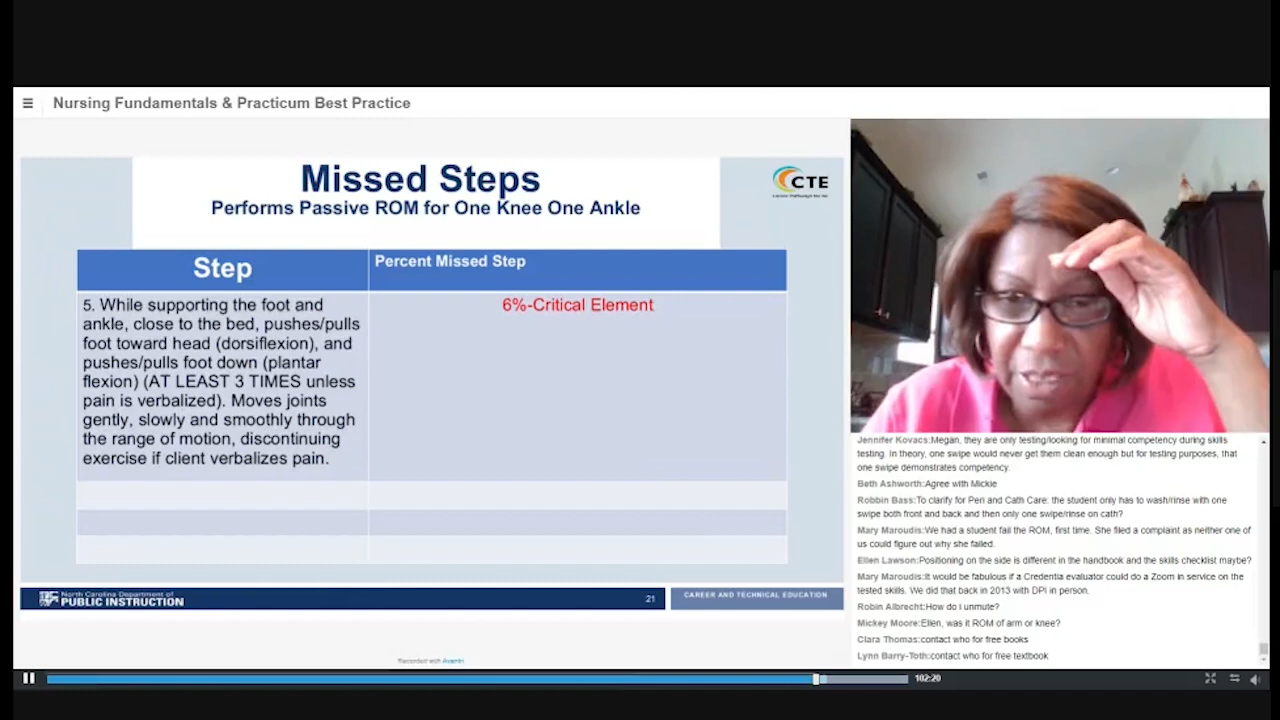 Nursing Fundamentals & Practicum Best Practice
Missed Steps
Performs Passive ROM for One Knee One Ankle
CTE
Step
Percent Missed Step
5. While supporting the foot and
ankle, close to the bed, pushes/pulls
foot toward head (dorsiflexion), and
pushes/pulls foot down (plantar
flexion) (AT LEAST 3 TIMES unless
pain is verbalized). Moves joints
gently, slowly and smoothly through
the range of motion, discontinuing
exercise if client verbalizes pain.
6%-Critical Element
North Carolina Department of
PUBLIC INSTRUCTION
21
CAREER AND TECHNICAL EDUCATION
Recorded with
Jennifer Kovacs:Megan, they are only testing/looking for minimal competency during skills
testing. In theory, one swipe would never get them clean enough but for testing purposes, that
one swipe demonstrates competency.
Beth Ashworth:Agree with Mickie
Robbin Bass:To clarify for Peri and Cath Care: the student only has to wash/rinse with one
swipe both front and back and then only one swipe/rinse on cath?
Mary Maroudis:We had a student fail the ROM, first time. She filed a complaint as neither one of
us could figure out why she failed.
Ellen Lawson:Positioning on the side is different in the handbook and the skills checklist maybe?
Mary Maroudis:It would be fabulous if a Credentia evaluator could do a Zoom in service on the
tested skills. We did that back in 2013 with DPI in person.
Robin Albrecht:How do i unmute?
Mickey Moore:Ellen, was it ROM of arm or knee?
Clara Thomas:contact who for free books
Lynn Barry-Toth:contact who for free textbook
102:20